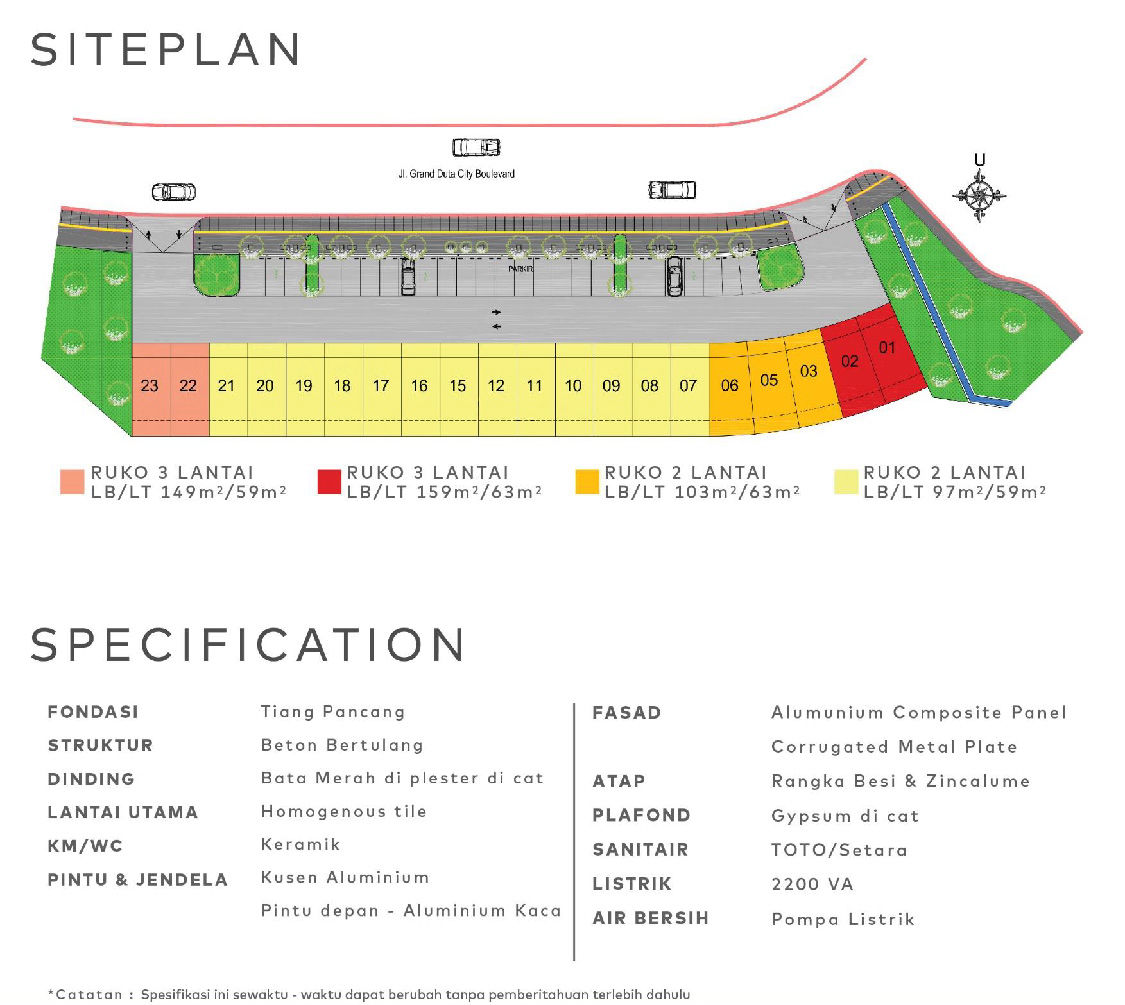 SITEPLAN
Jl. Grand Duta City Boulevard
U
PARKIR
23 22 21 20 19 18 17 16 15 12 11 10 09 08 07 06 05 03 02 01
RUKO 3 LANTAI
LB/LT 149m²/59m²
RUKO 3 LANTAI
LB/LT 159m²/63m²
RUKO 2 LANTAI
LB/LT 103m²/63m²
RUKO 2 LANTAI
LB/LT 97m²/59m²
SPECIFICATION
FONDASI Tiang Pancang
STRUKTUR Beton Bertulang
DINDING Bata Merah di plester di cat
LANTAI UTAMA Homogenous tile
KM/WC Keramik
PINTU & JENDELA Kusen Aluminium
Pintu depan - Aluminium Kaca
FASAD Alumunium Composite Panel
Corrugated Metal Plate
ATAP Rangka Besi & Zincalume
PLAFOND Gypsum di cat
SANITAIR TOTO/Setara
LISTRIK 2200 VA
AIR BERSIH Pompa Listrik
*Catatan : Spesifikasi ini sewaktu - waktu dapat berubah tanpa pemberitahuan terlebih dahulu